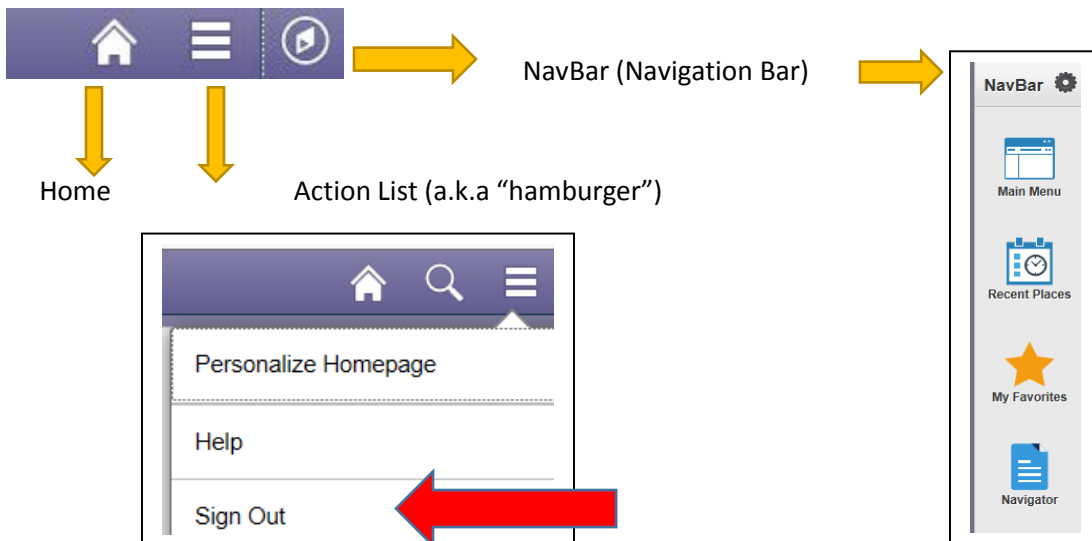 NavBar (Navigation Bar)
Home
Action List (a.k.a “hamburger”)
Personalize Homepage
Help
Sign Out
NavBar
Main Menu
Recent Places
My Favorites
Navigator